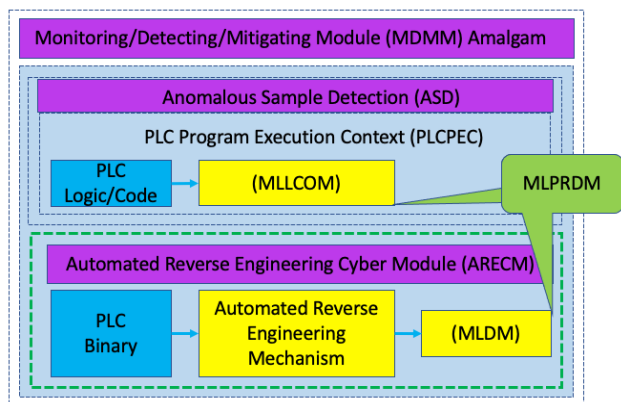 Monitoring/Detecting/Mitigating Module (MDMM) Amalgam
Anomalous Sample Detection (ASD)
PLC Program Execution Context (PLCPEC)
PLC
Logic/Code
(MLLCOM)
MLPRDM
Automated Reverse Engineering Cyber Module (ARECM)
PLC
Binary
Automated Reverse
Engineering
Mechanism
(MLDM)